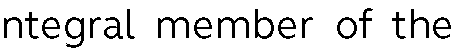 ntegral member of the